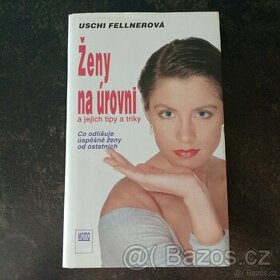 USCHI FELLNEROVÁ
Ženy
na úrovni
a jejich tipy a triky
Co odlišuje
úspěšné ženy
od ostatních
MOTTO
Bazos.cz